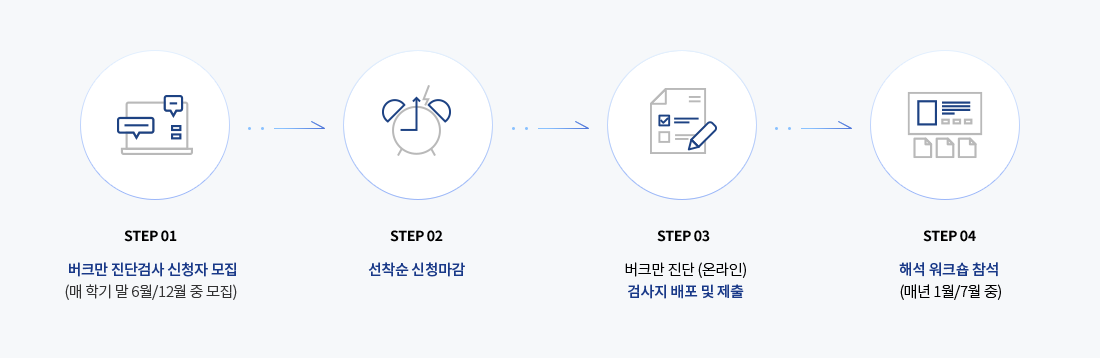 STEP 01
버크만 진단검사 신청자 모집
(매 학기 말 6월/12월 중 모집)
STEP 02
선착순 신청마감
STEP 03
버크만 진단 (온라인)
검사지 배포 및 제출
STEP 04
해석 워크숍 참석
(매년 1월/7월 중)